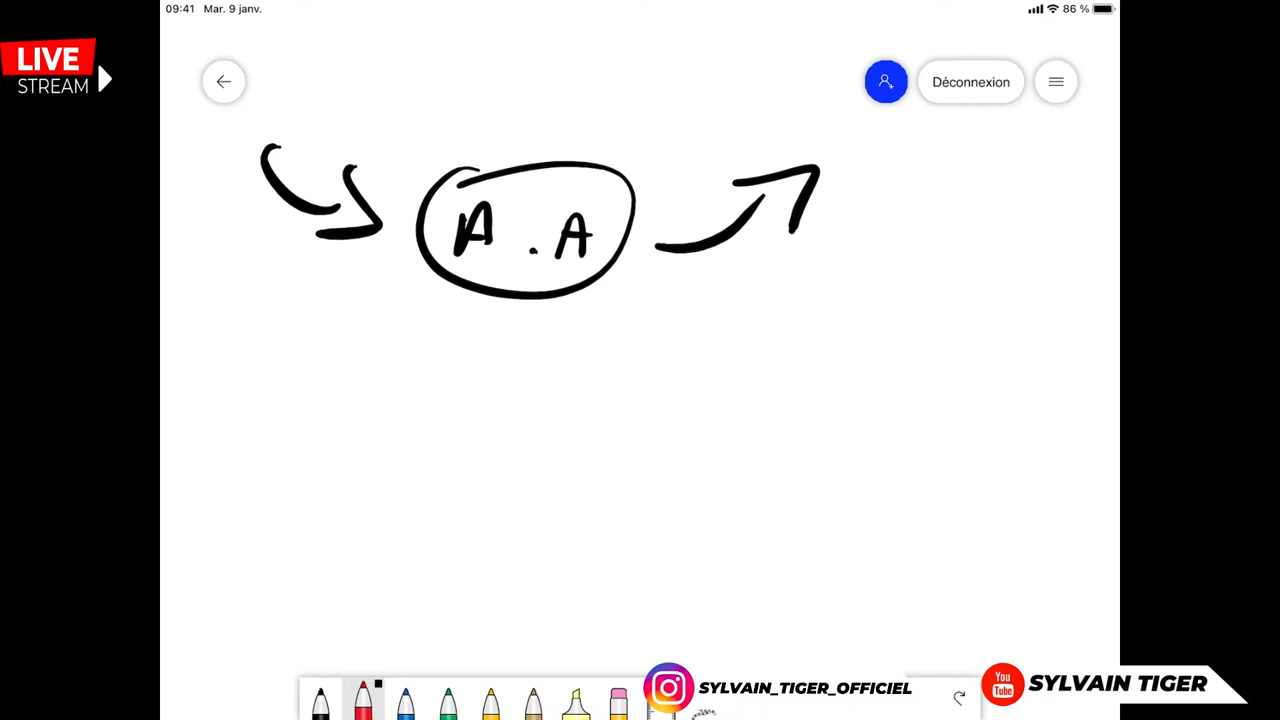 09:41 Mar. 9 janv. 86 %
LIVE
STREAM
Déconnexion
A . A
SYLVAIN_TIGER_OFFICIEL
You
Tube
SYLVAIN TIGER